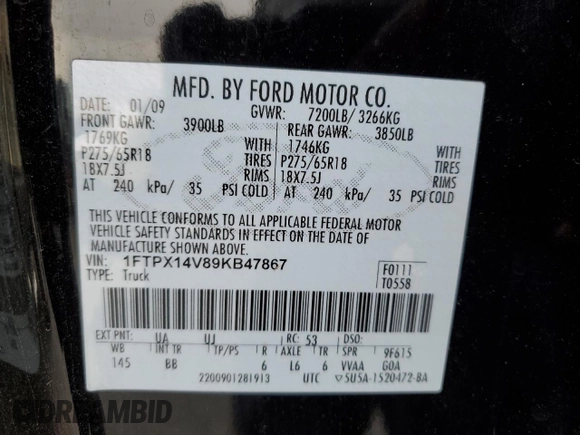 MFD. BY FORD MOTOR CO.
DATE: 01/09 GVWR: 7200LB/ 3266KG
FRONT GAWR: 3900LB REAR GAWR: 3850LB
1769KG WITH 1746KG WITH
P275/65R18 TIRES P275/65R18 TIRES
18X7.5J RIMS 18X7.5J RIMS
AT 240 kPa/ 35 PSI COLD AT 240 kPa/ 35 PSI COLD
THIS VEHICLE CONFORMS TO ALL APPLICABLE FEDERAL MOTOR
VEHICLE SAFETY STANDARDS IN EFFECT ON THE DATE OF
MANUFACTURE SHOWN ABOVE.
VIN: 1FTPX14V89KB47867 F0111
TYPE: Truck T0558
EXT PNT: UA UJ RC: 53 DSO:
WB INT TR TP/PS R AXLE TR SPR 9F615
145 BB 6 L6 6 VVAA GOA
2200901281913 UTC ▽5U5A-1520472-BA
DREAMBID